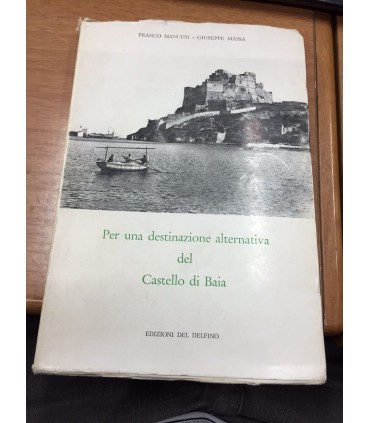 FRANCO MANCUSI - GIUSEPPE MASSA
Per una destinazione alternativa
del
Castello di Baia
EDIZIONI DEL DELFINO